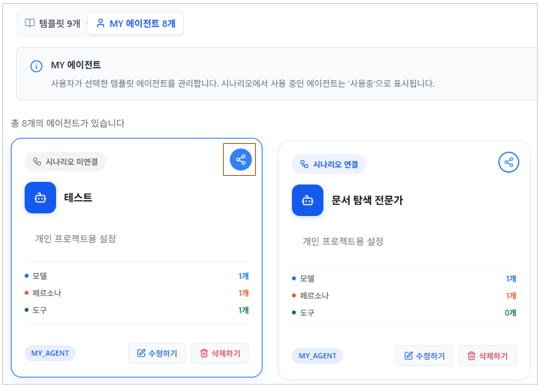 템플릿 9개 MY 에이전트 8개
MY 에이전트
사용자가 선택한 템플릿 에이전트를 관리합니다. 시나리오에서 사용 중인 에이전트는 '사용중'으로 표시됩니다.
총 8개의 에이전트가 있습니다
시나리오 미연결
테스트
개인 프로젝트용 설정
모델 1개
페르소나 1개
도구 1개
MY_AGENT 수정하기 삭제하기
시나리오 연결
문서 탐색 전문가
개인 프로젝트용 설정
모델 1개
페르소나 1개
도구 0개
MY_AGENT 수정하기 삭제하기